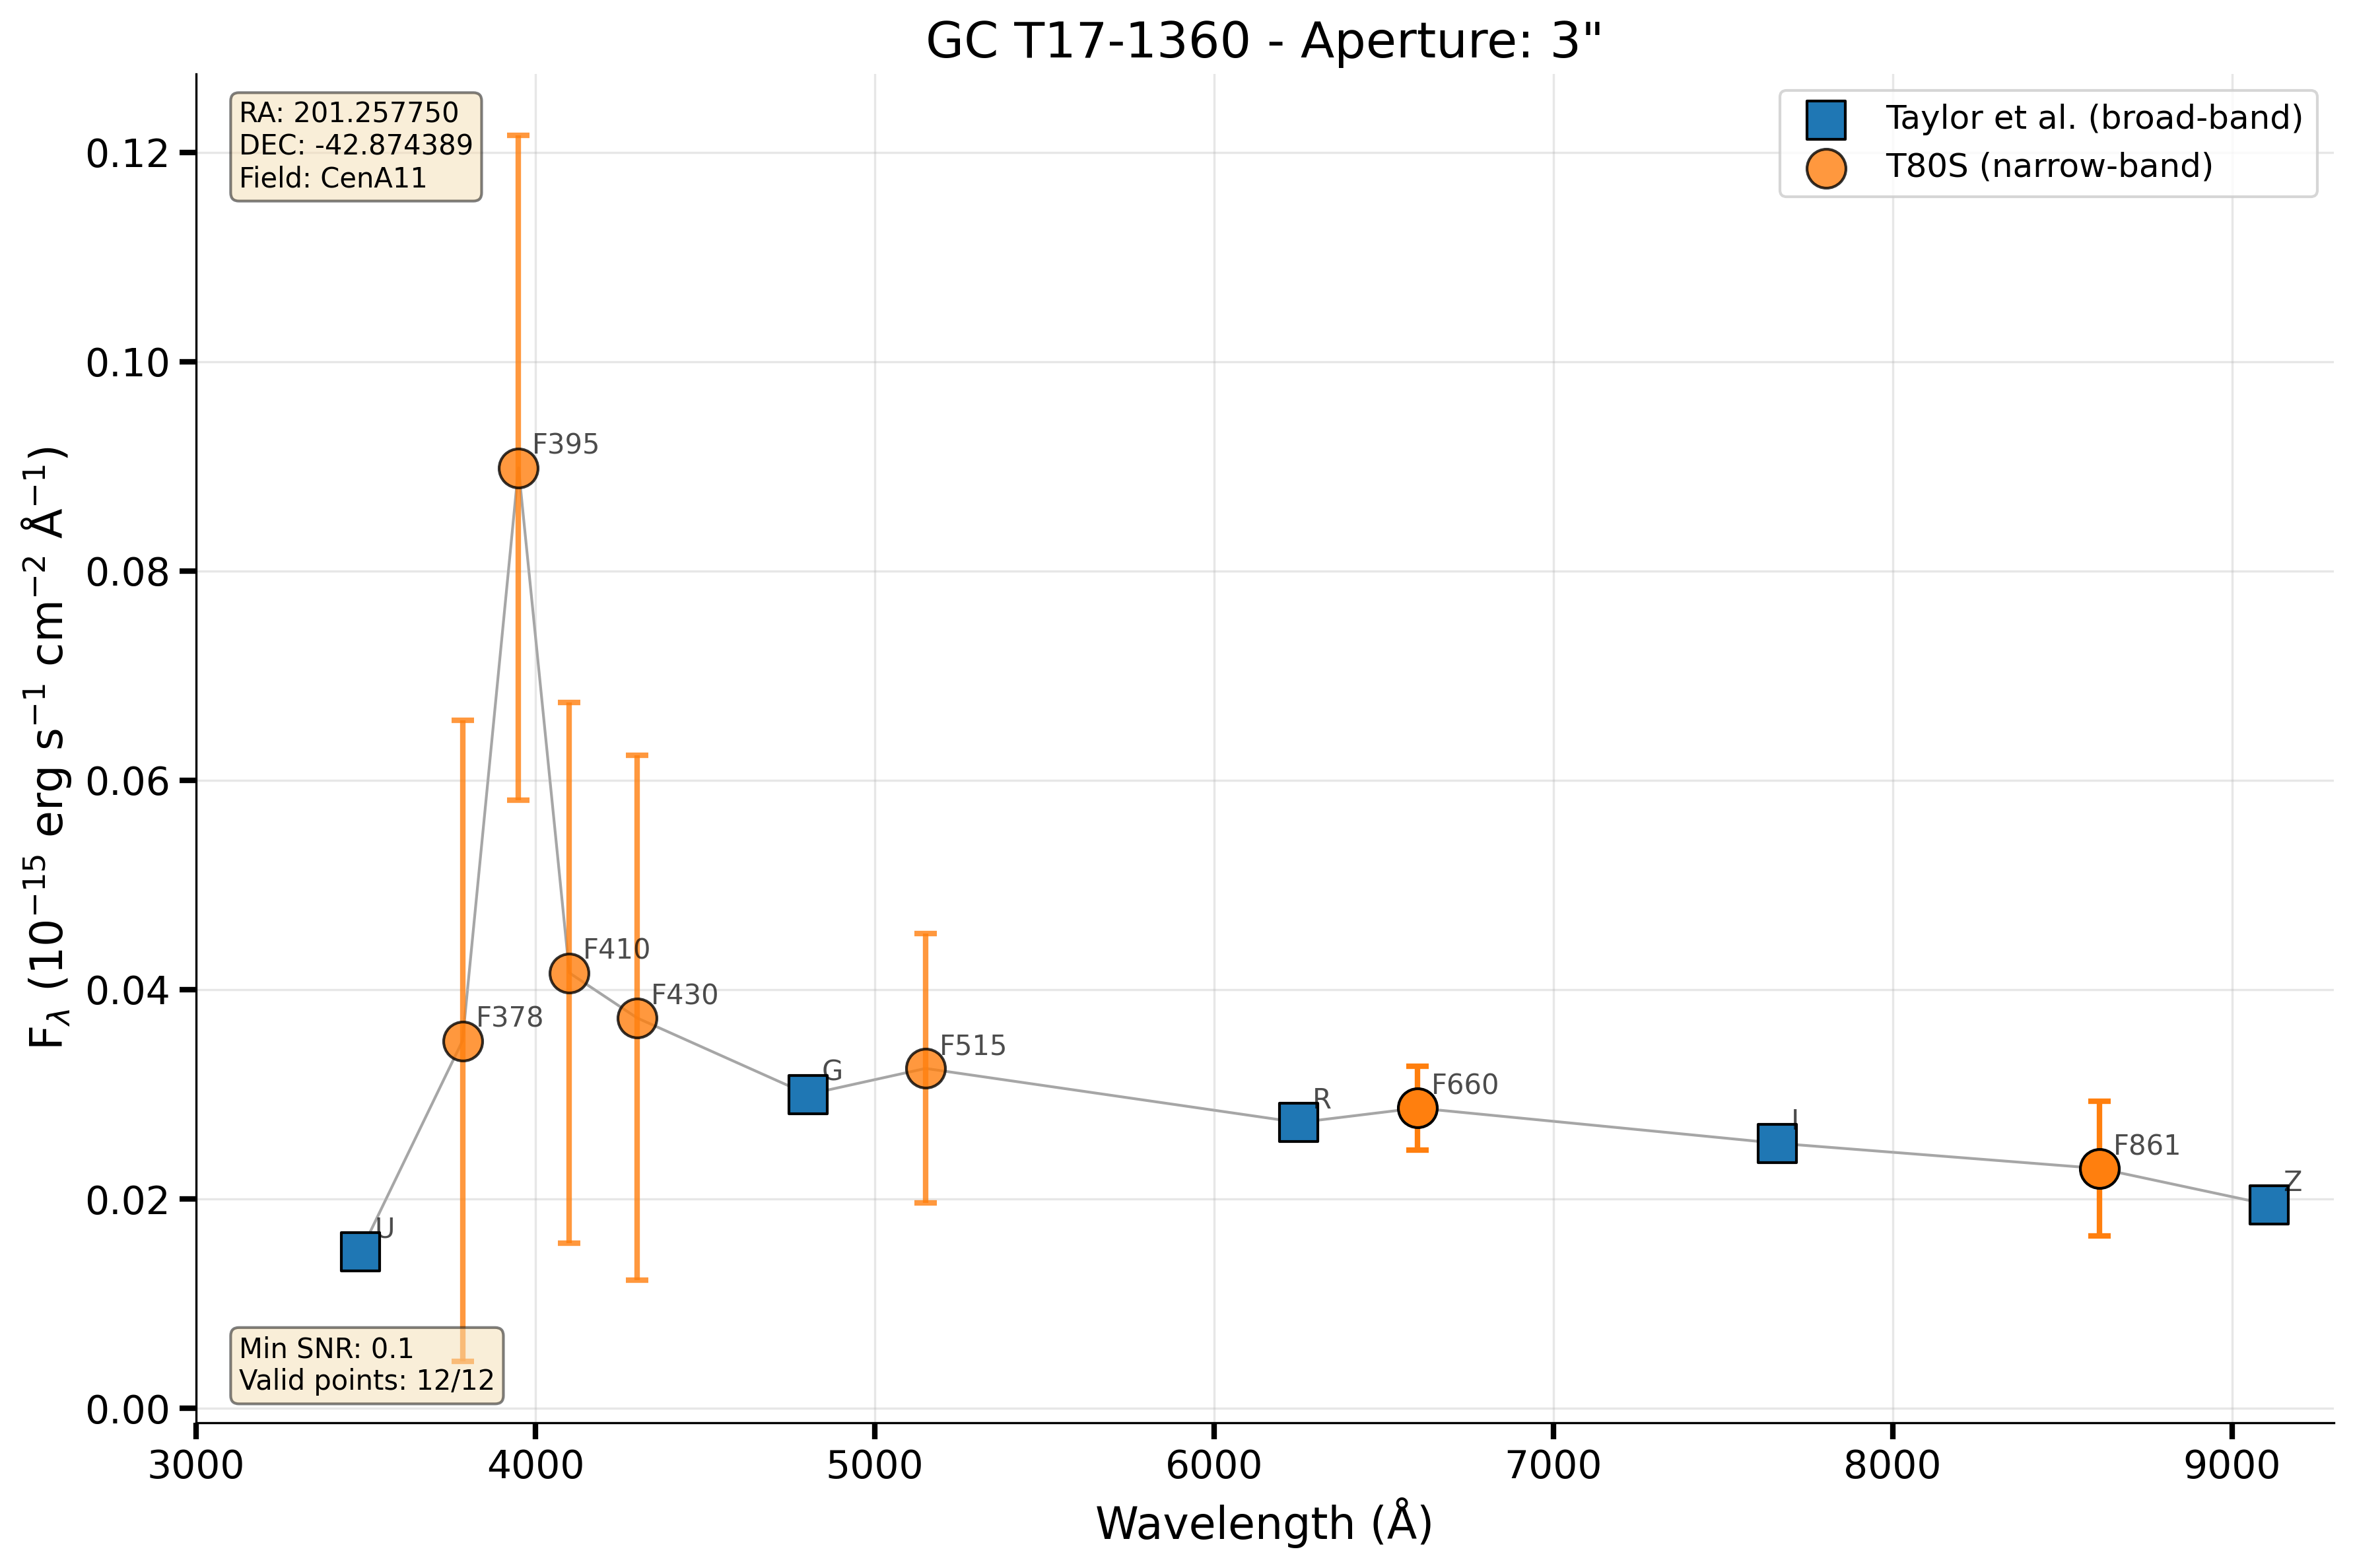 GC T17-1360 - Aperture: 3"
RA: 201.257750
DEC: -42.874389
Field: CenA11
Taylor et al. (broad-band)
T80S (narrow-band)
0.12
0.10
0.08
0.06
0.04
0.02
0.00
F395
F410
F378
F430
G
F515
R
F660
I
F861
Z
U
Min SNR: 0.1
Valid points: 12/12
3000 4000 5000 6000 7000 8000 9000
Wavelength (Å)
Fλ (10⁻¹⁵ erg s⁻¹ cm⁻² Å⁻¹)